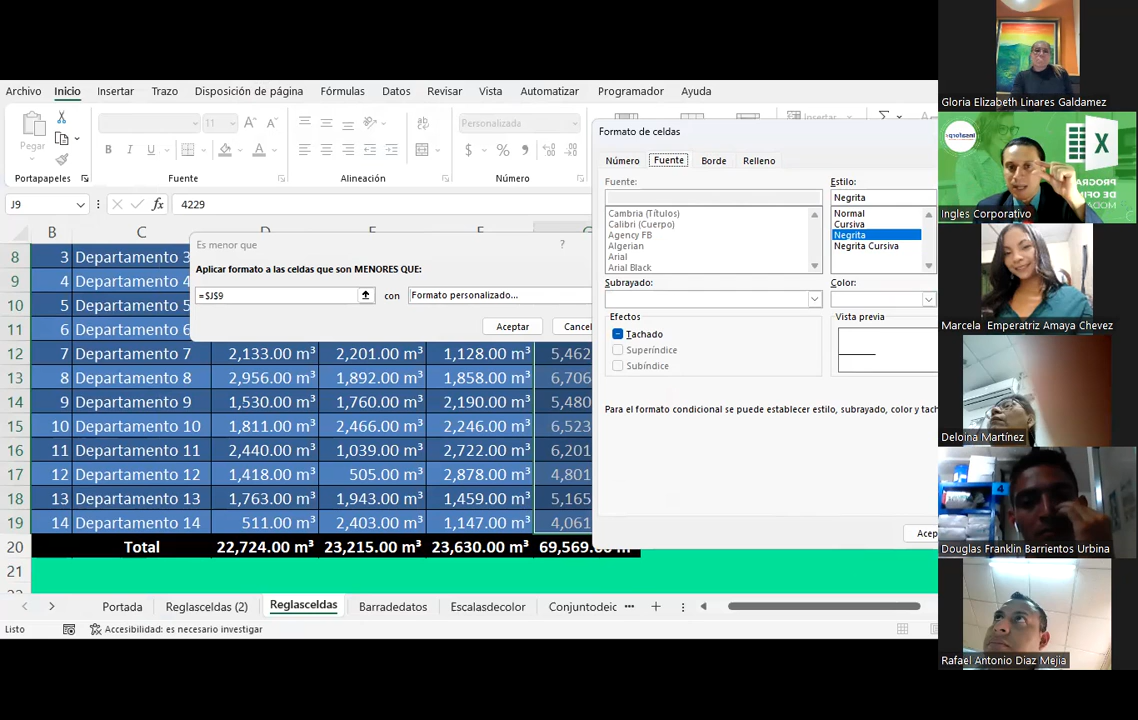 Archivo Inicio Insertar Trazo Disposición de página Fórmulas Datos Revisar Vista Automatizar Programador Ayuda
Pegar
Portapapeles
11
N K S
Fuente
Alineación
Personalizada
$ % 9
Número
Insertar
J9
fx
4229
B C D E F G
Es menor que ?
Aplicar formato a las celdas que son MENORES QUE:
=$J$9 con Formato personalizado...
Aceptar Cancel
8 3 Departamento 3
9 4 Departamento 4
10 5 Departamento 5
11 6 Departamento 6
12 7 Departamento 7 2,133.00 m³ 2,201.00 m³ 1,128.00 m³ 5,462
13 8 Departamento 8 2,956.00 m³ 1,892.00 m³ 1,858.00 m³ 6,706
14 9 Departamento 9 1,530.00 m³ 1,760.00 m³ 2,190.00 m³ 5,480
15 10 Departamento 10 1,811.00 m³ 2,466.00 m³ 2,246.00 m³ 6,523
16 11 Departamento 11 2,440.00 m³ 1,039.00 m³ 2,722.00 m³ 6,201
17 12 Departamento 12 1,418.00 m³ 505.00 m³ 2,878.00 m³ 4,801
18 13 Departamento 13 1,763.00 m³ 1,943.00 m³ 1,459.00 m³ 5,165
19 14 Departamento 14 511.00 m³ 2,403.00 m³ 1,147.00 m³ 4,061
20 Total 22,724.00 m³ 23,215.00 m³ 23,630.00 m³ 69,569.00 m³
21
Formato de celdas
Número Fuente Borde Relleno
Fuente: Estilo:
Negrita
Cambria (Títulos)
Calibri (Cuerpo)
Agency FB
Algerian
Arial
Arial Black
Normal
Cursiva
Negrita
Negrita Cursiva
Subrayado: Color:
Efectos
Tachado
Superíndice
Subíndice
Vista previa
Para el formato condicional se puede establecer estilo, subrayado, color y tach
Acep
Portada Reglasceldas (2) Reglasceldas Barradedatos Escalasdecolor Conjuntodeic
Listo Accesibilidad: es necesario investigar
Gloria Elizabeth Linares Galdamez
insaforp
X
Ingles Corporativo
Marcela Emperatriz Amaya Chevez
Deloina Martínez
4
Douglas Franklin Barrientos Urbina
Rafael Antonio Diaz Mejia